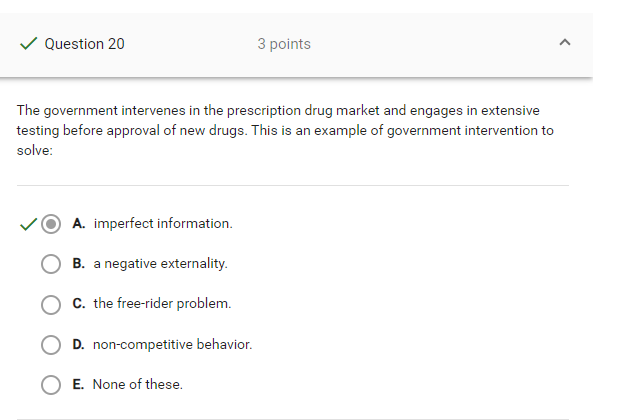 Question 20
3 points
The government intervenes in the prescription drug market and engages in extensive
testing before approval of new drugs. This is an example of government intervention to
solve:
A. imperfect information.
B. a negative externality.
C. the free-rider problem.
D. non-competitive behavior.
E. None of these.